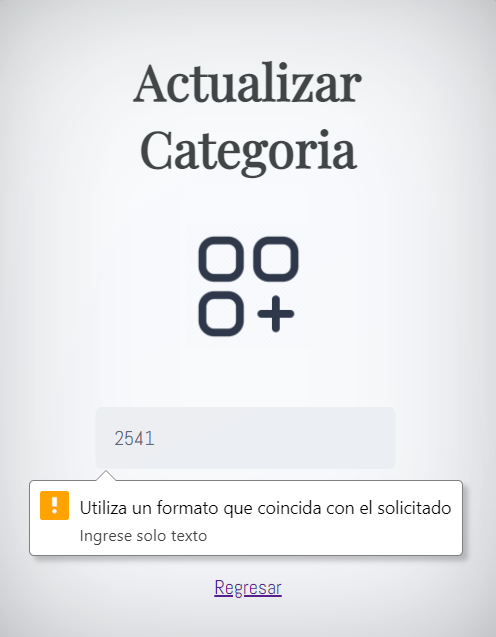 Actualizar
Categoria
2541
Utiliza un formato que coincida con el solicitado
Ingrese solo texto
Regresar